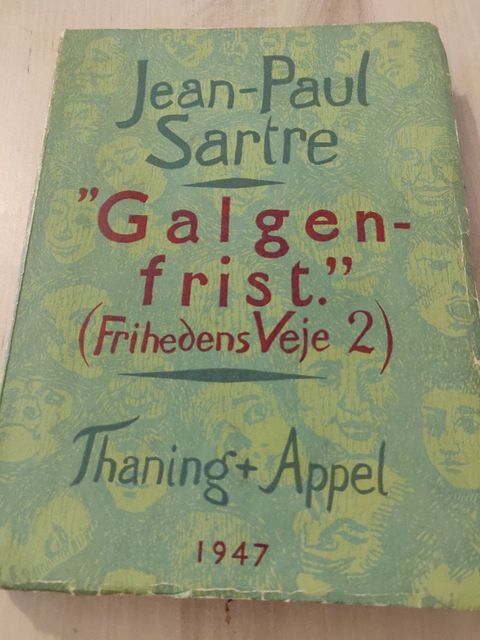 Jean-Paul
Sartre
"Galgen-
frist."
(Frihedens Veje 2)
Thaning + Appel
1947